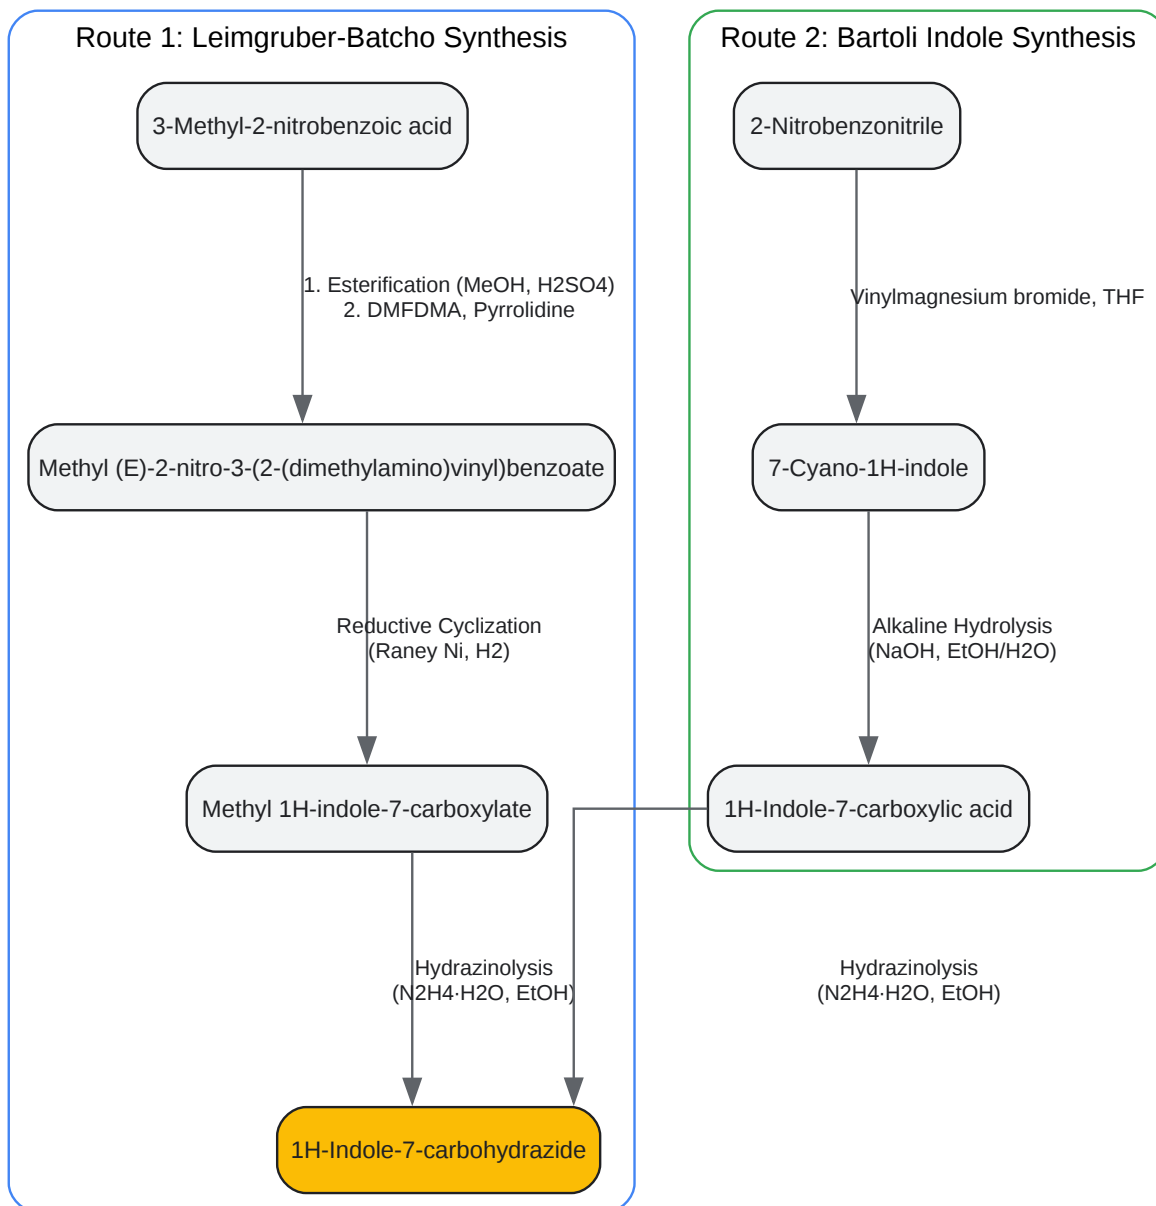 Route 1: Leimgruber-Batcho Synthesis
3-Methyl-2-nitrobenzoic acid
1. Esterification (MeOH, H2SO4)
2. DMFDMA, Pyrrolidine
Methyl (E)-2-nitro-3-(2-(dimethylamino)vinyl)benzoate
Reductive Cyclization
(Raney Ni, H2)
Methyl 1H-indole-7-carboxylate
Hydrazinolysis
(N2H4·H2O, EtOH)
1H-Indole-7-carbohydrazide
Route 2: Bartoli Indole Synthesis
2-Nitrobenzonitrile
Vinylmagnesium bromide, THF
7-Cyano-1H-indole
Alkaline Hydrolysis
(NaOH, EtOH/H2O)
1H-Indole-7-carboxylic acid
Hydrazinolysis
(N2H4·H2O, EtOH)